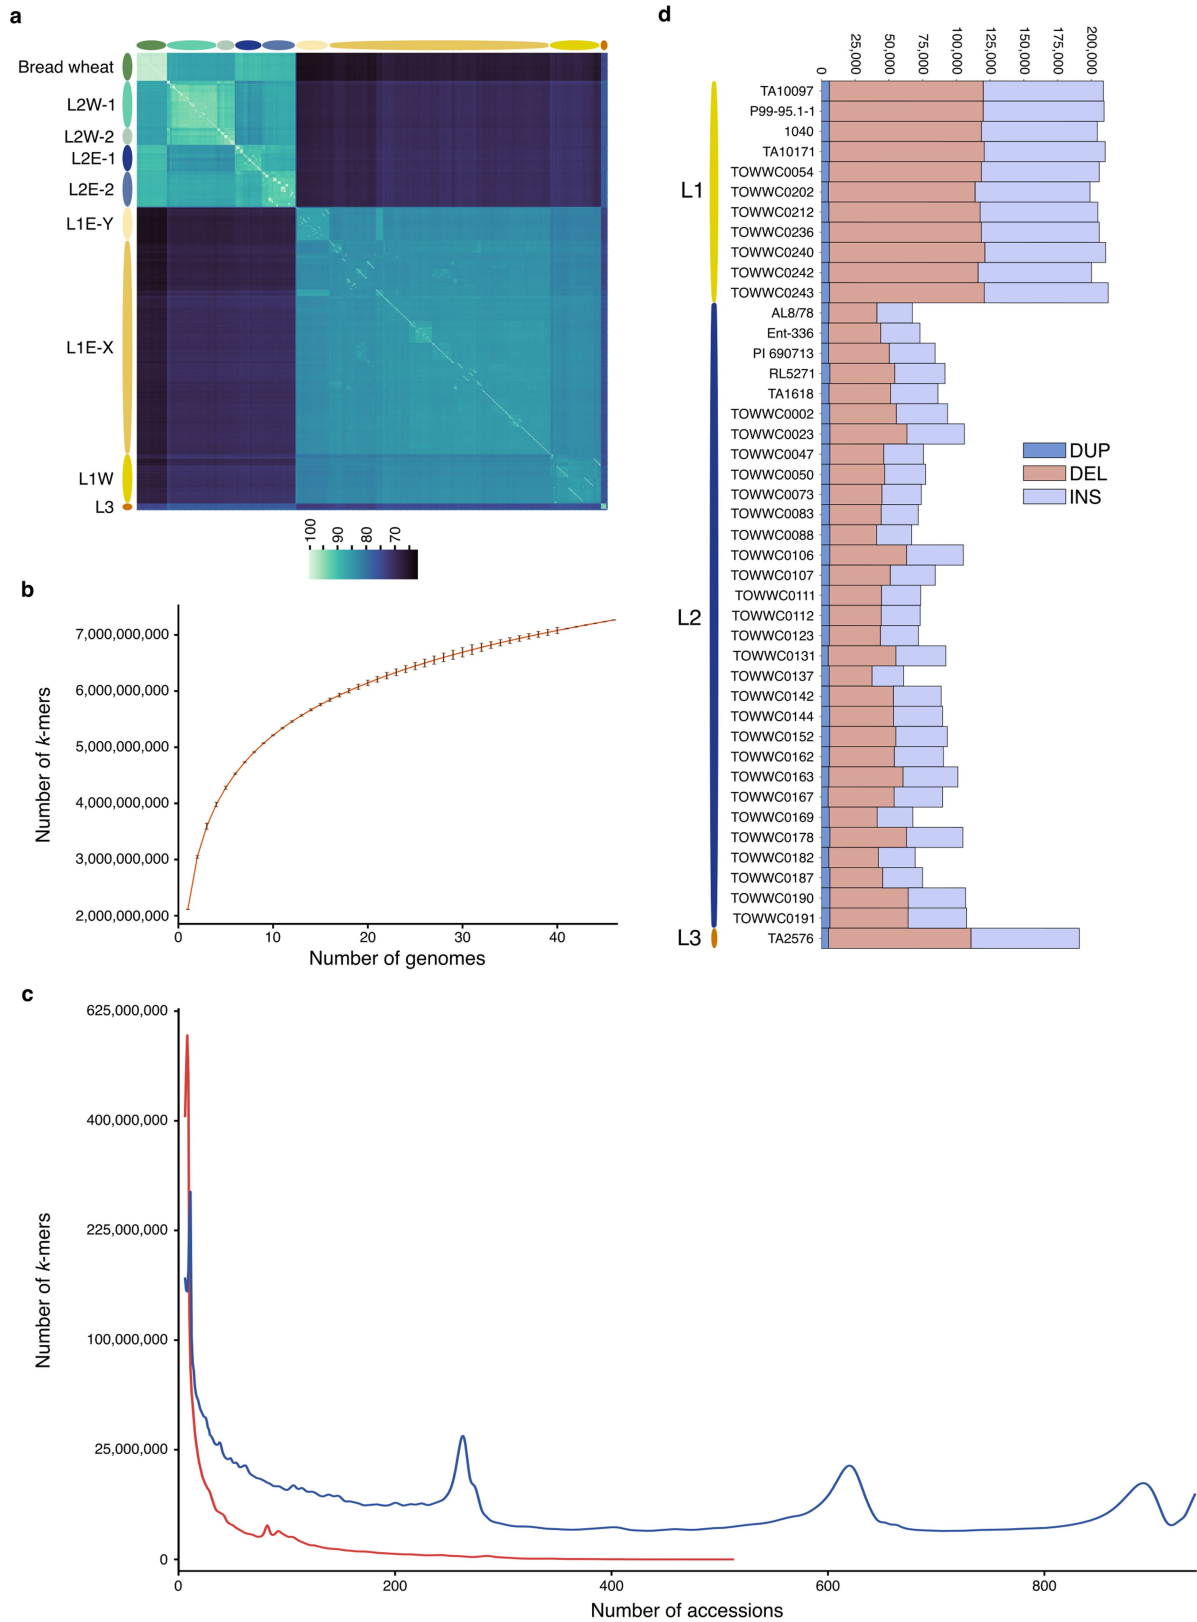 a
Bread wheat
L2W-1
L2W-2
L2E-1
L2E-2
L1E-Y
L1E-X
L1W
L3
100
90
80
70
b
Number of k-mers
7,000,000,000
6,000,000,000
5,000,000,000
4,000,000,000
3,000,000,000
2,000,000,000
0 10 20 30 40
Number of genomes
d
0 25,000 50,000 75,000 100,000 125,000 150,000 175,000 200,000
L1
TA10097
P99-95.1-1
1040
TA10171
TOWWC0054
TOWWC0202
TOWWC0212
TOWWC0236
TOWWC0240
TOWWC0242
TOWWC0243
L2
AL8/78
Ent-336
PI 690713
RL5271
TA1618
TOWWC0002
TOWWC0023
TOWWC0047
TOWWC0050
TOWWC0073
TOWWC0083
TOWWC0088
TOWWC0106
TOWWC0107
TOWWC0111
TOWWC0112
TOWWC0123
TOWWC0131
TOWWC0137
TOWWC0142
TOWWC0144
TOWWC0152
TOWWC0162
TOWWC0163
TOWWC0167
TOWWC0169
TOWWC0178
TOWWC0182
TOWWC0187
TOWWC0190
TOWWC0191
L3
TA2576
DUP
DEL
INS
c
Number of k-mers
625,000,000
400,000,000
225,000,000
100,000,000
25,000,000
0
0 200 400 600 800
Number of accessions